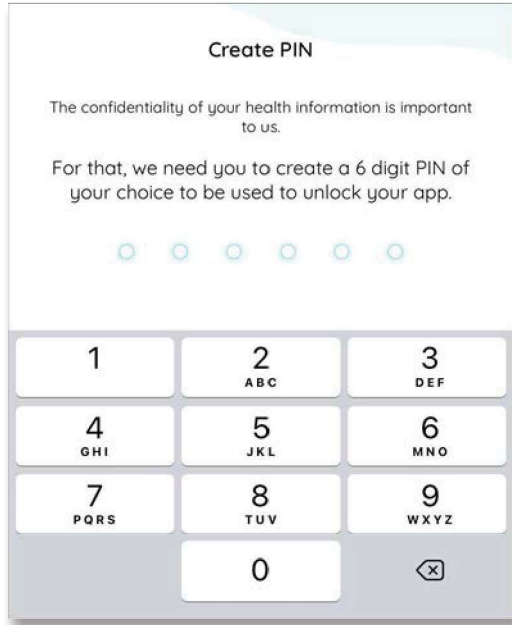 Create PIN
The confidentiality of your health information is important
to us.
For that, we need you to create a 6 digit PIN of
your choice to be used to unlock your app.
1 2 3
ABC DEF
4 5 6
GHI JKL MNO
7 8 9
PQRS TUV WXYZ
0